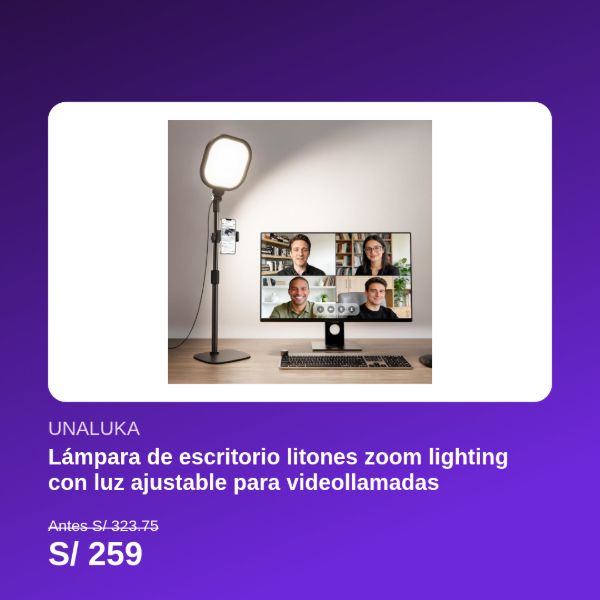 UNALUKA
Lámpara de escritorio litones zoom lighting
con luz ajustable para videollamadas
Antes S/ 323.75
S/ 259